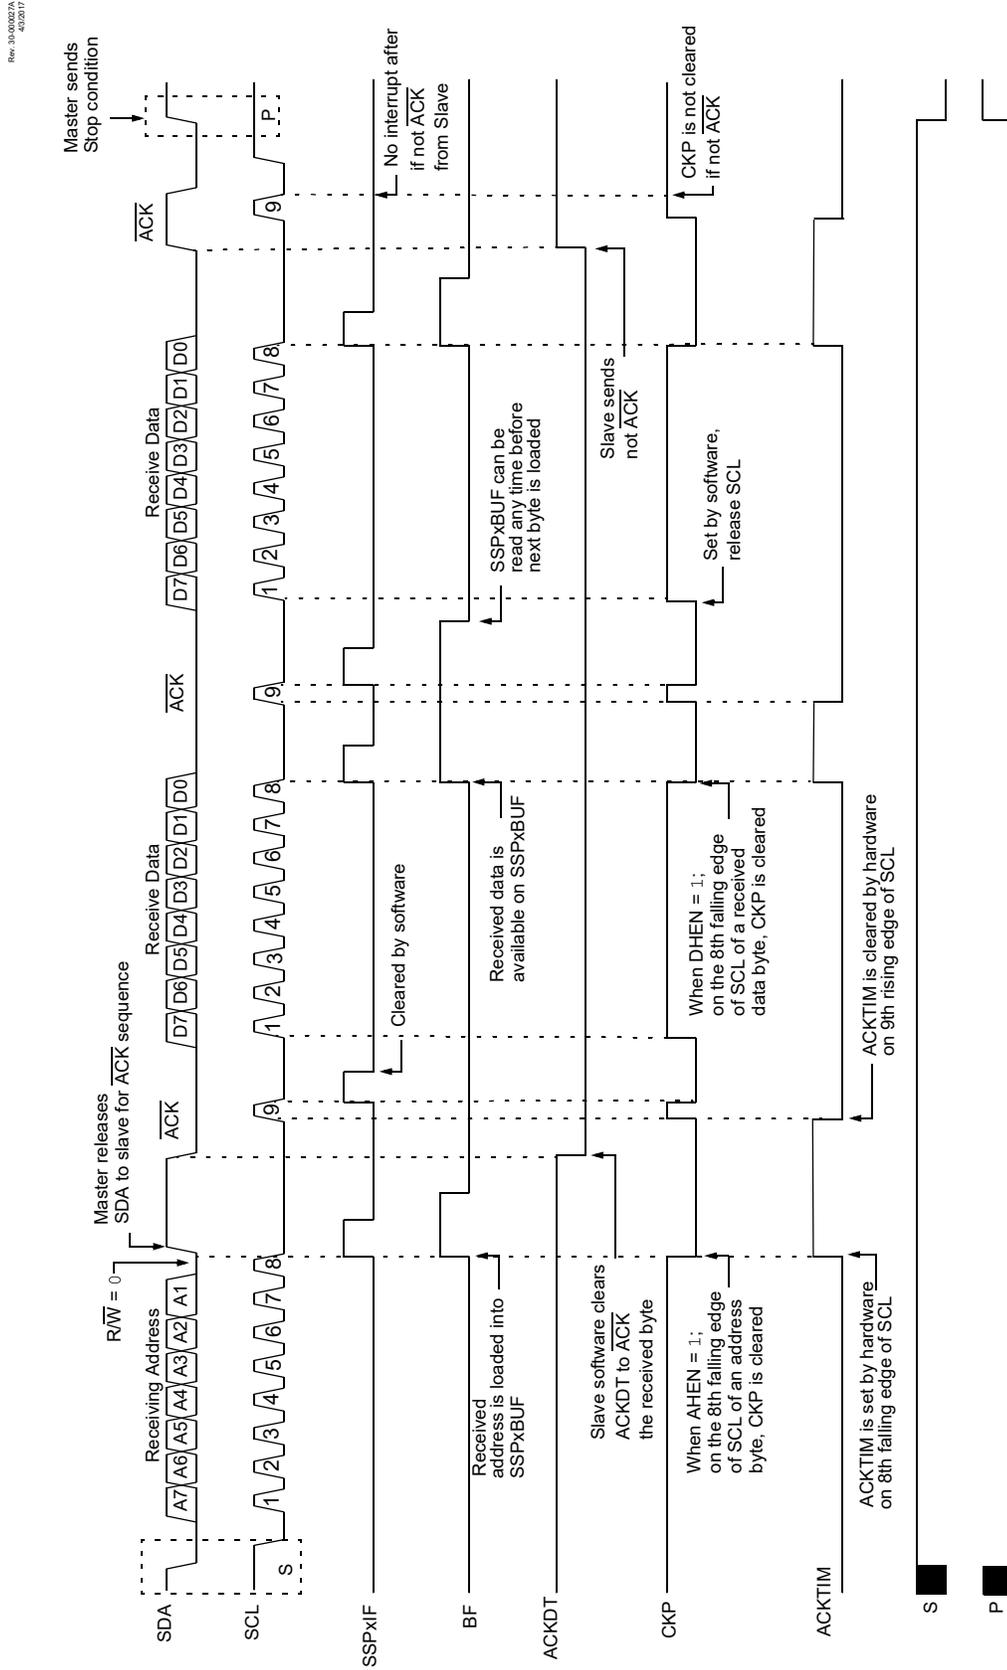 Rev. 30-000027A
4/3/2017
Master sends
Stop condition
Master releases
SDA to slave for ACK sequence
R/W = 0
Receiving Address
ACK
Receive Data
ACK
Receive Data
ACK
SDA
A7 A6 A5 A4 A3 A2 A1
D7 D6 D5 D4 D3 D2 D1 D0
D7 D6 D5 D4 D3 D2 D1 D0
SCL
S
1 2 3 4 5 6 7 8 9
1 2 3 4 5 6 7 8 9
1 2 3 4 5 6 7 8 9
P
SSPxIF
Cleared by software
No interrupt after
if not ACK
from Slave
BF
Received
address is loaded into
SSPxBUF
Received data is
available on SSPxBUF
SSPxBUF can be
read any time before
next byte is loaded
ACKDT
Slave software clears
ACKDT to ACK
the received byte
Slave sends
not ACK
CKP
When AHEN = 1;
on the 8th falling edge
of SCL of an address
byte, CKP is cleared
When DHEN = 1;
on the 8th falling edge
of SCL of a received
data byte, CKP is cleared
Set by software,
release SCL
CKP is not cleared
if not ACK
ACKTIM
ACKTIM is set by hardware
on 8th falling edge of SCL
ACKTIM is cleared by hardware
on 9th rising edge of SCL
S
P